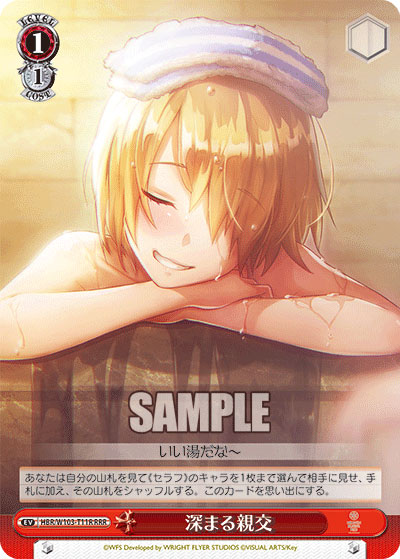 LEVEL
1
1
COST
SAMPLE
いい湯だな～
あなたは自分の山札を見て《セラフ》のキャラを1枚まで選んで相手に見せ、手
札に加え、その山札をシャッフルする。このカードを思い出にする。
EV HBR/W103-T11R RRR 深まる親交
©WFS Developed by WRIGHT FLYER STUDIOS ©VISUAL ARTS/Key